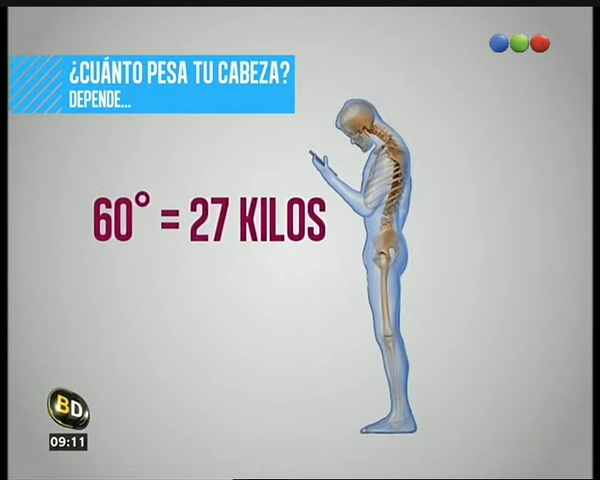 ¿CUÁNTO PESA TU CABEZA?
DEPENDE...
60° = 27 KILOS
BD
09:11